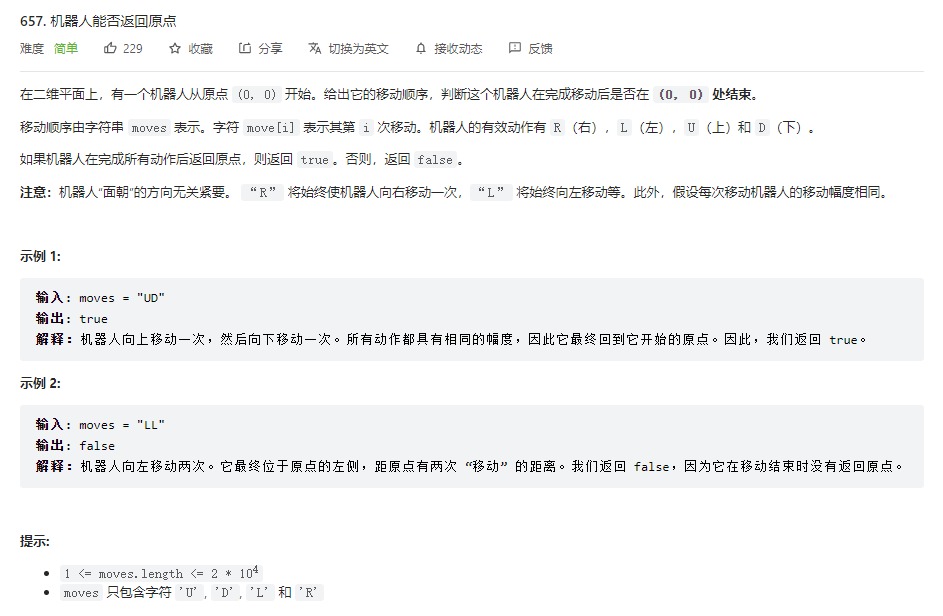 657. 机器人能否返回原点
难度 简单 229 收藏 分享 切换为英文 接收动态 反馈
在二维平面上，有一个机器人从原点 (0, 0) 开始。给出它的移动顺序，判断这个机器人在完成移动后是否在 (0, 0) 处结束。
移动顺序由字符串 moves 表示。字符 move[i] 表示其第 i 次移动。机器人的有效动作有 R （右），L （左），U （上）和 D （下）。
如果机器人在完成所有动作后返回原点，则返回 true。否则，返回 false。
注意：机器人“面朝”的方向无关紧要。 “R” 将始终使机器人向右移动一次，“L” 将始终向左移动等。此外，假设每次移动机器人的移动幅度相同。
示例 1:
输入: moves = "UD"
输出: true
解释：机器人向上移动一次，然后向下移动一次。所有动作都具有相同的幅度，因此它最终回到它开始的原点。因此，我们返回 true。
示例 2:
输入: moves = "LL"
输出: false
解释：机器人向左移动两次。它最终位于原点的左侧，距原点有两次 “移动” 的距离。我们返回 false，因为它在移动结束时没有返回原点。
提示:
• 1 <= moves.length <= 2 * 10⁴
• moves 只包含字符 'U', 'D', 'L' 和 'R'